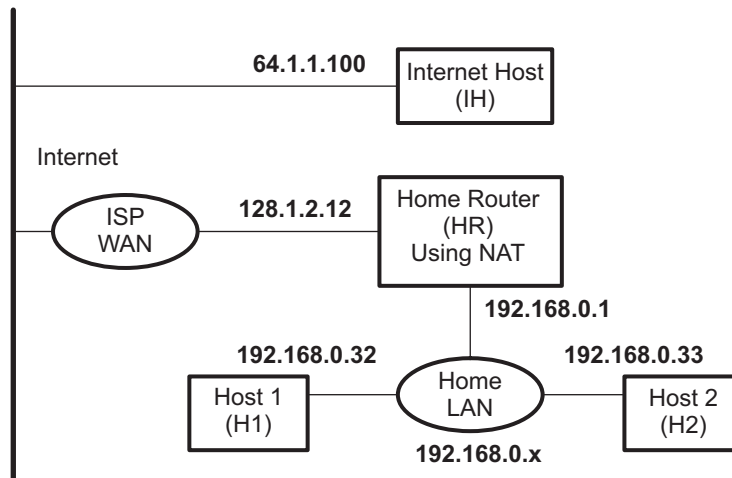 64.1.1.100
Internet Host
(IH)
Internet
ISP
WAN
128.1.2.12
Home Router
(HR)
Using NAT
192.168.0.1
192.168.0.32
192.168.0.33
Host 1
(H1)
Home
LAN
Host 2
(H2)
192.168.0.x